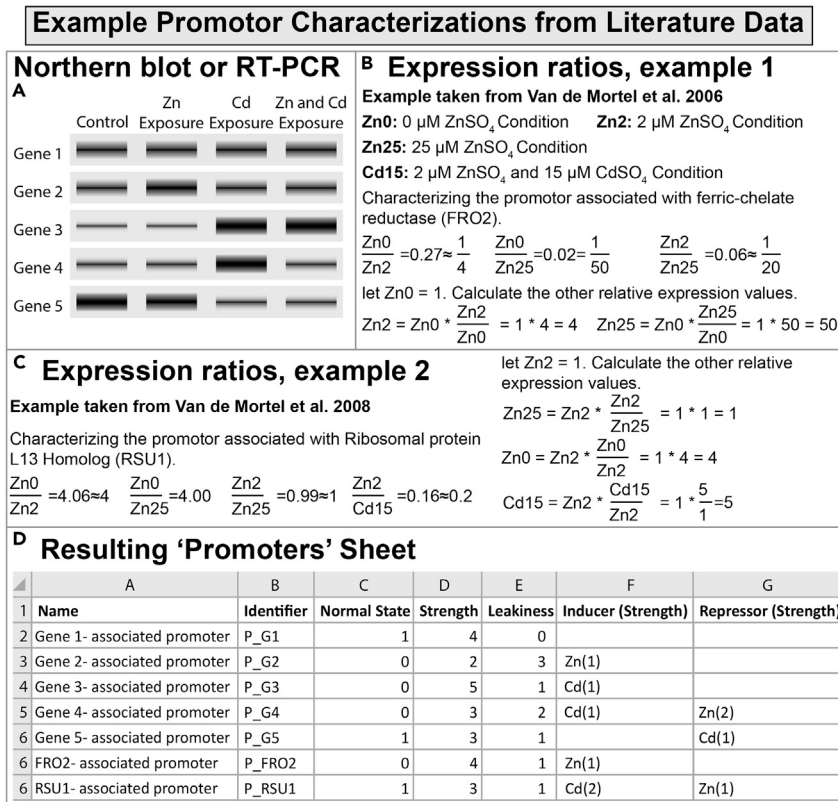 Example Promotor Characterizations from Literature Data
Northern blot or RT-PCR
A
Control Zn Exposure Cd Exposure Zn and Cd Exposure
Gene 1
Gene 2
Gene 3
Gene 4
Gene 5
B Expression ratios, example 1
Example taken from Van de Mortel et al. 2006
Zn0: 0 µM ZnSO4 Condition Zn2: 2 µM ZnSO4 Condition
Zn25: 25 µM ZnSO4 Condition
Cd15: 2 µM ZnSO4 and 15 µM CdSO4 Condition
Characterizing the promotor associated with ferric-chelate
reductase (FRO2).
Zn0/Zn2 =0.27≈ 1/4 Zn0/Zn25 =0.02= 1/50 Zn2/Zn25 =0.06≈ 1/20
let Zn0 = 1. Calculate the other relative expression values.
Zn2 = Zn0 * Zn2/Zn0 = 1 * 4 = 4 Zn25 = Zn0 * Zn25/Zn0 = 1 * 50 = 50
C Expression ratios, example 2
Example taken from Van de Mortel et al. 2008
Characterizing the promotor associated with Ribosomal protein
L13 Homolog (RSU1).
Zn0/Zn2 =4.06≈4 Zn0/Zn25 =4.00 Zn2/Zn25 =0.99≈1 Zn2/Cd15 =0.16≈0.2
let Zn2 = 1. Calculate the other relative
expression values.
Zn25 = Zn2 * Zn2/Zn25 = 1 * 1 = 1
Zn0 = Zn2 * Zn0/Zn2 = 1 * 4 = 4
Cd15 = Zn2 * Cd15/Zn2 = 1 * 5/1 =5
D Resulting ‘Promoters’ Sheet
A B C D E F G
1 Name Identifier Normal State Strength Leakiness Inducer (Strength) Repressor (Strength)
2 Gene 1- associated promoter P_G1 1 4 0
3 Gene 2- associated promoter P_G2 0 2 3 Zn(1)
4 Gene 3- associated promoter P_G3 0 5 1 Cd(1)
5 Gene 4- associated promoter P_G4 0 3 2 Cd(1) Zn(2)
6 Gene 5- associated promoter P_G5 1 3 1 Cd(1)
6 FRO2- associated promoter P_FRO2 0 4 1 Zn(1)
6 RSU1- associated promoter P_RSU1 1 3 1 Cd(2) Zn(1)